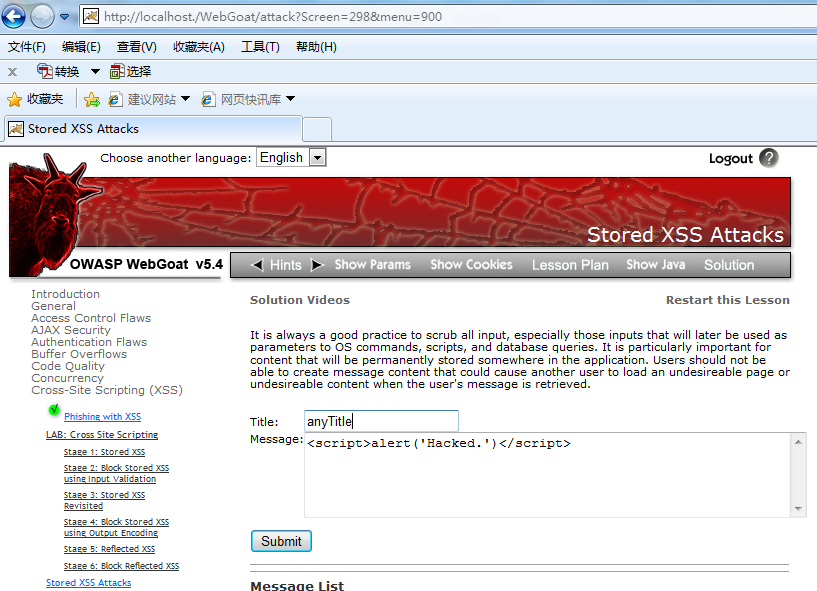 http://localhost./WebGoat/attack?Screen=298&menu=900
文件(F) 编辑(E) 查看(V) 收藏夹(A) 工具(T) 帮助(H)
x 转换 选择
收藏夹 建议网站 网页快讯库
Stored XSS Attacks
Choose another language: English Logout ?
Stored XSS Attacks
OWASP WebGoat v5.4 Hints Show Params Show Cookies Lesson Plan Show Java Solution
Introduction
General
Access Control Flaws
AJAX Security
Authentication Flaws
Buffer Overflows
Code Quality
Concurrency
Cross-Site Scripting (XSS)
Phishing with XSS
LAB: Cross Site Scripting
Stage 1: Stored XSS
Stage 2: Block Stored XSS
using Input Validation
Stage 3: Stored XSS
Revisited
Stage 4: Block Stored XSS
using Output Encoding
Stage 5: Reflected XSS
Stage 6: Block Reflected XSS
Stored XSS Attacks
Solution Videos Restart this Lesson
It is always a good practice to scrub all input, especially those inputs that will later be used as
parameters to OS commands, scripts, and database queries. It is particularly important for
content that will be permanently stored somewhere in the application. Users should not be
able to create message content that could cause another user to load an undesireable page or
undesireable content when the user's message is retrieved.
Title: anyTitle
Message: <script>alert('Hacked.')</script>
Submit
Message List